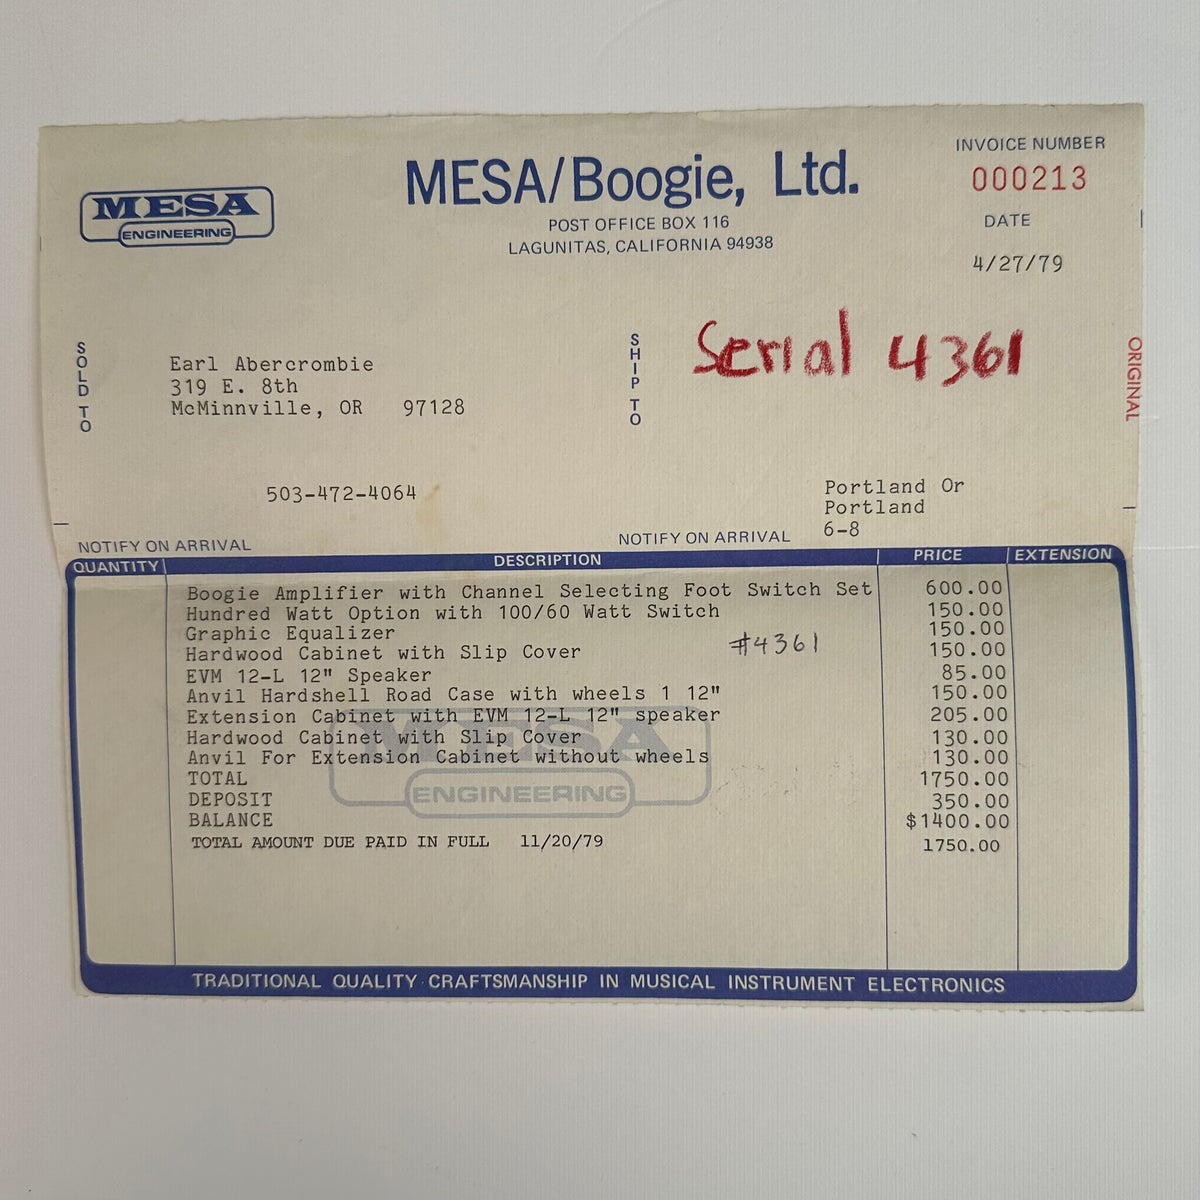 MESA
ENGINEERING
MESA/Boogie, Ltd.
POST OFFICE BOX 116
LAGUNITAS, CALIFORNIA 94938
INVOICE NUMBER
000213
DATE
4/27/79
SOLD TO
Earl Abercrombie
319 E. 8th
McMinnville, OR 97128
503-472-4064
SHIP TO
Serial 4361
ORIGINAL
Portland Or
Portland
6-8
NOTIFY ON ARRIVAL
NOTIFY ON ARRIVAL
QUANTITY DESCRIPTION PRICE EXTENSION
Boogie Amplifier with Channel Selecting Foot Switch Set 600.00
Hundred Watt Option with 100/60 Watt Switch 150.00
Graphic Equalizer 150.00
#4361
Hardwood Cabinet with Slip Cover 150.00
EVM 12-L 12" Speaker 85.00
Anvil Hardshell Road Case with wheels 1 12" 150.00
Extension Cabinet with EVM 12-L 12" speaker 205.00
Hardwood Cabinet with Slip Cover 130.00
Anvil For Extension Cabinet without wheels 130.00
TOTAL 1750.00
DEPOSIT 350.00
BALANCE $1400.00
TOTAL AMOUNT DUE PAID IN FULL 11/20/79 1750.00
MESA
ENGINEERING
TRADITIONAL QUALITY CRAFTSMANSHIP IN MUSICAL INSTRUMENT ELECTRONICS